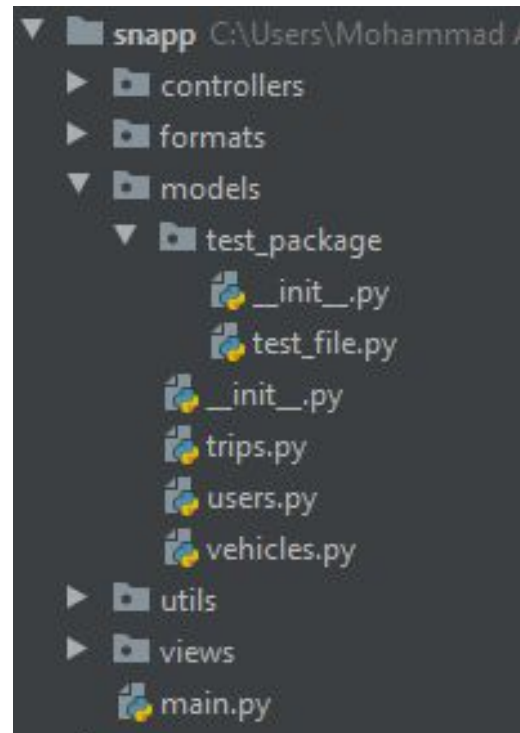 snapp C:\Users\Mohammad
controllers
formats
models
test_package
__init__.py
test_file.py
__init__.py
trips.py
users.py
vehicles.py
utils
views
main.py